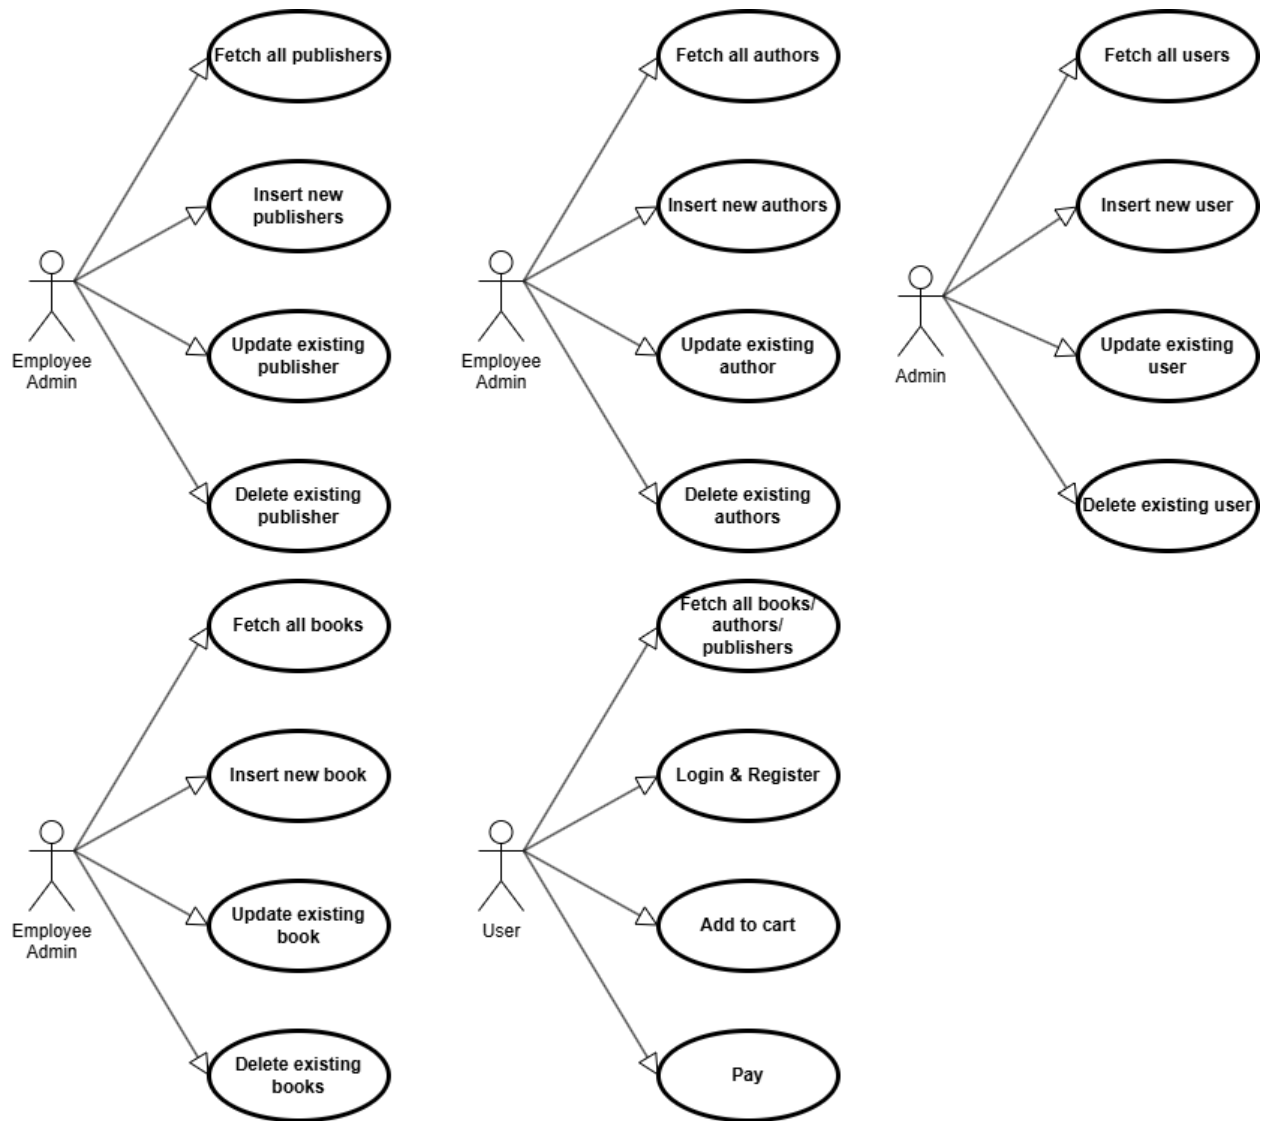 Fetch all publishers
Insert new
publishers
Employee
Admin
Update existing
publisher
Delete existing
publisher
Fetch all authors
Insert new authors
Employee
Admin
Update existing
author
Delete existing
authors
Fetch all users
Insert new user
Admin
Update existing
user
Delete existing user
Fetch all books
Insert new book
Employee
Admin
Update existing
book
Delete existing
books
Fetch all books/
authors/
publishers
Login & Register
User
Add to cart
Pay